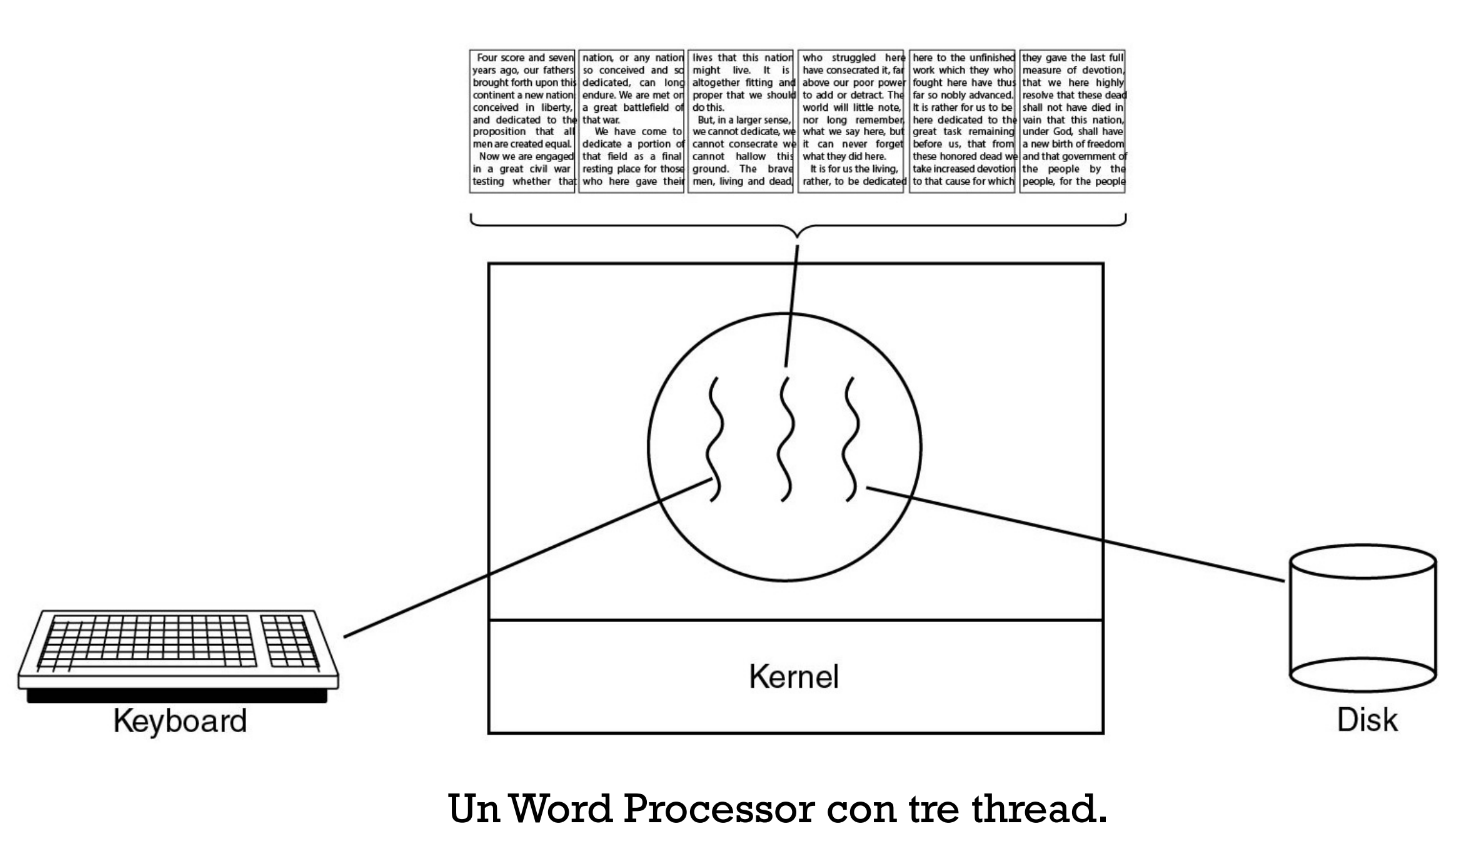 Four score and seven
years ago, our fathers
brought forth upon this
continent a new nation:
conceived in liberty,
and dedicated to the
proposition that all
men are created equal.
Now we are engaged
in a great civil war
testing whether that
nation, or any nation
so conceived and so
dedicated, can long
endure. We are met on
a great battlefield of
that war.
We have come to
dedicate a portion of
that field as a final
resting place for those
who here gave their
lives that this nation
might live. It is
altogether fitting and
proper that we should
do this.
But, in a larger sense,
we cannot dedicate, we
cannot consecrate we
cannot hallow this
ground. The brave
men, living and dead,
who struggled here
have consecrated it, far
above our poor power
to add or detract. The
world will little note,
nor long remember,
what we say here, but
it can never forget
what they did here.
It is for us the living,
rather, to be dedicated
here to the unfinished
work which they who
fought here have thus
far so nobly advanced.
It is rather for us to be
here dedicated to the
great task remaining
before us, that from
these honored dead we
take increased devotion
to that cause for which
they gave the last full
measure of devotion,
that we here highly
resolve that these dead
shall not have died in
vain that this nation,
under God, shall have
a new birth of freedom
and that government of
the people by the
people, for the people
Kernel
Keyboard
Disk
Un Word Processor con tre thread.